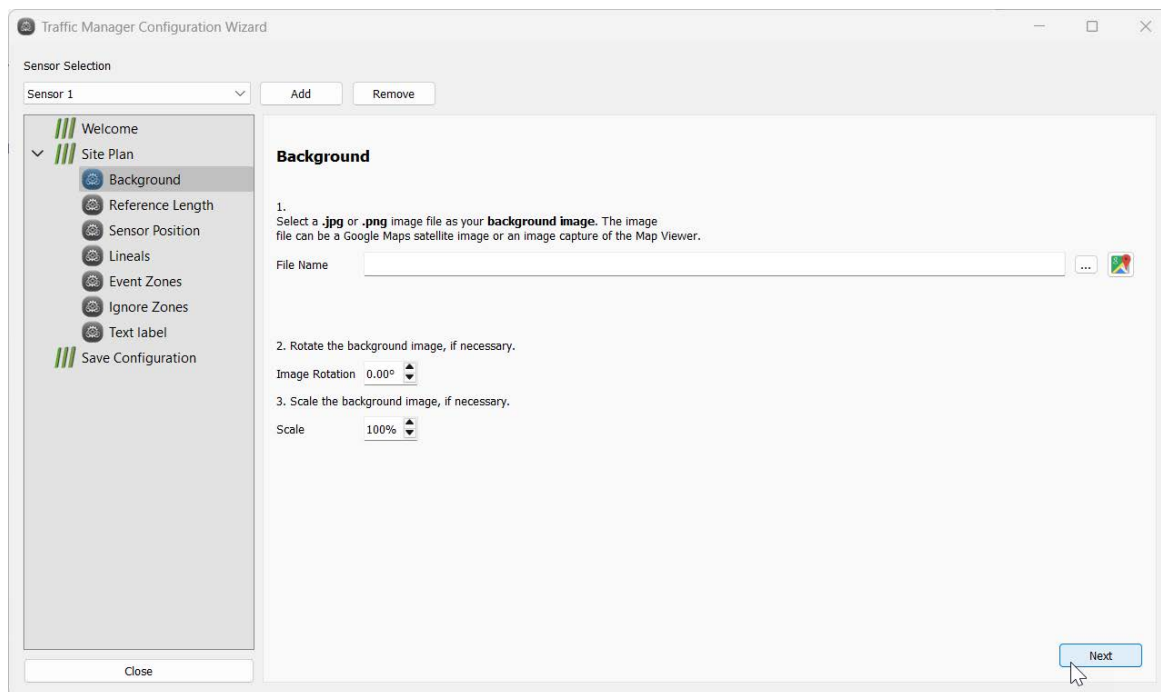 Traffic Manager Configuration Wizard
Sensor Selection
Sensor 1
Add
Remove
Welcome
Site Plan
Background
Reference Length
Sensor Position
Lineals
Event Zones
Ignore Zones
Text label
Save Configuration
Close
Background
1.
Select a .jpg or .png image file as your background image. The image
file can be a Google Maps satellite image or an image capture of the Map Viewer.
File Name
...
2. Rotate the background image, if necessary.
Image Rotation 0.00°
3. Scale the background image, if necessary.
Scale 100%
Next